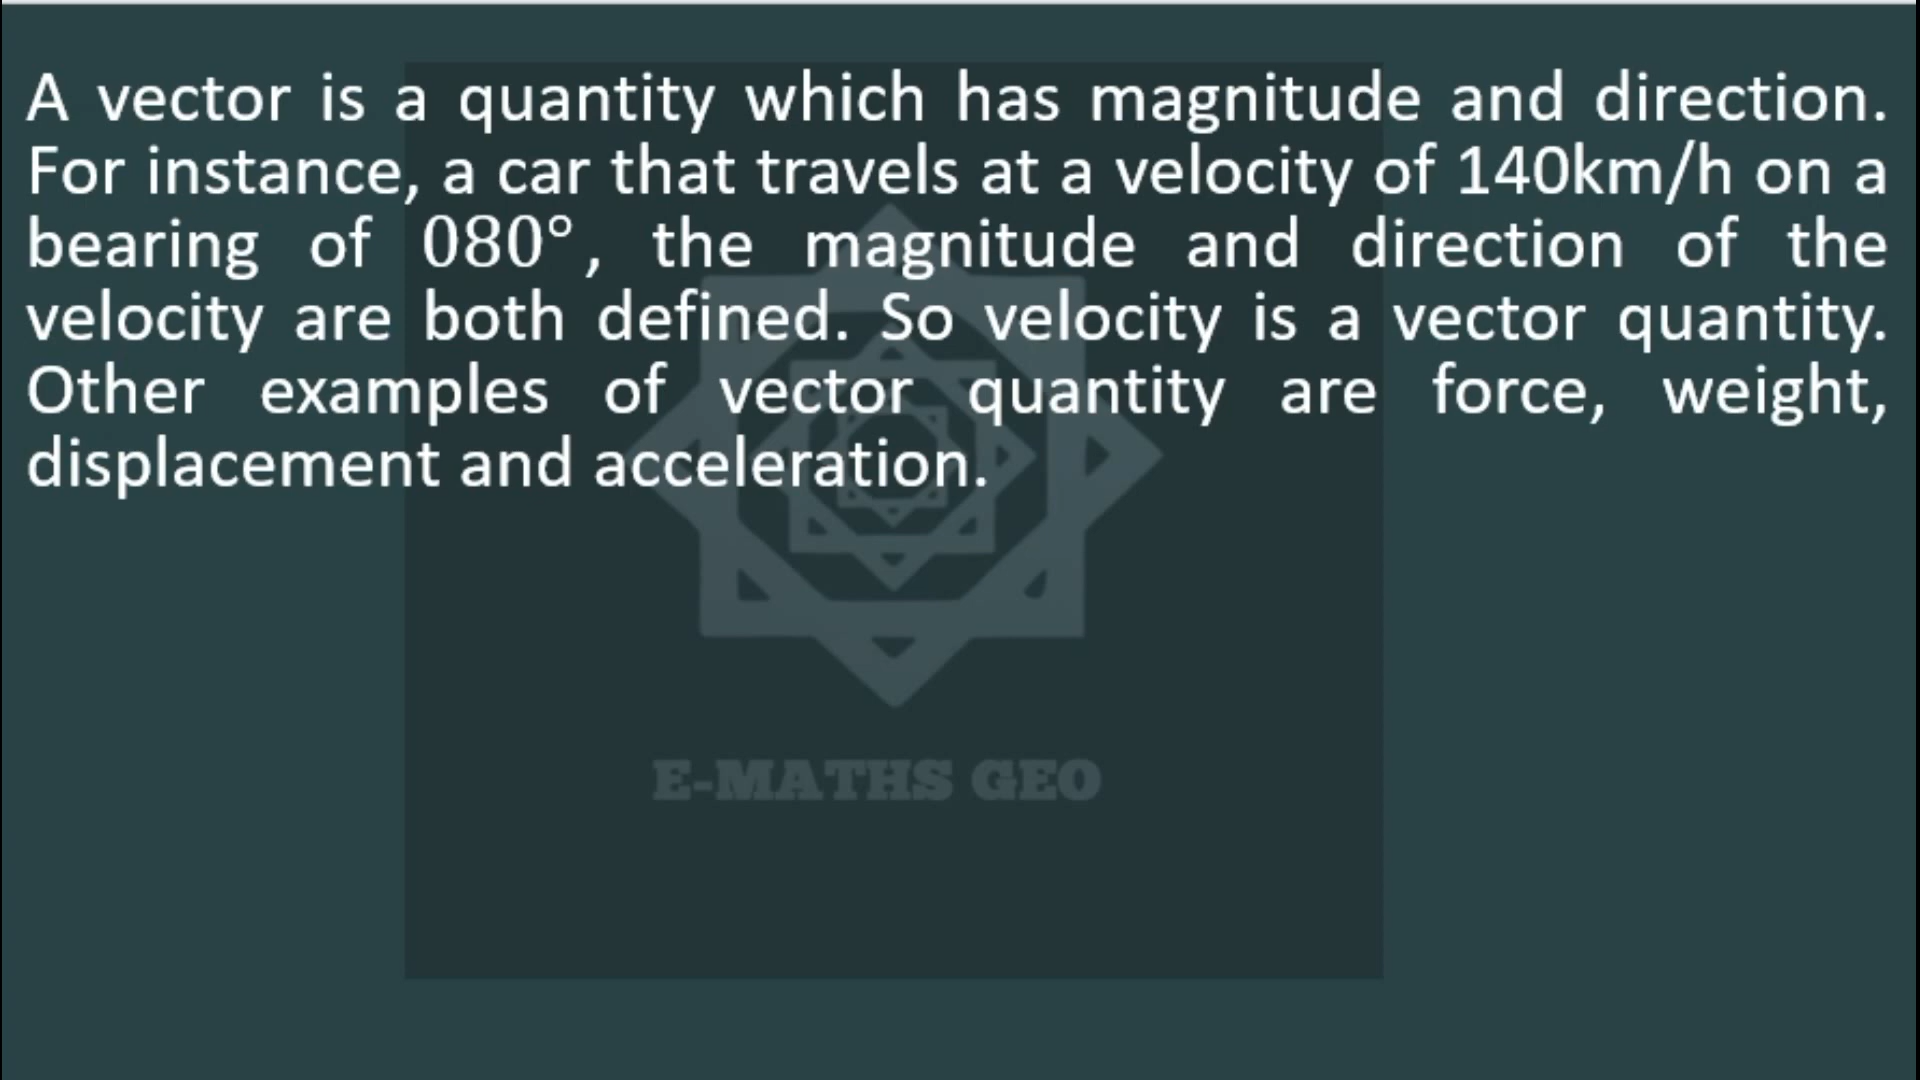 A vector is a quantity which has magnitude and direction.
For instance, a car that travels at a velocity of 140km/h on a
bearing of 080°, the magnitude and direction of the
velocity are both defined. So velocity is a vector quantity.
Other examples of vector quantity are force, weight,
displacement and acceleration.
E-MATHS GEO